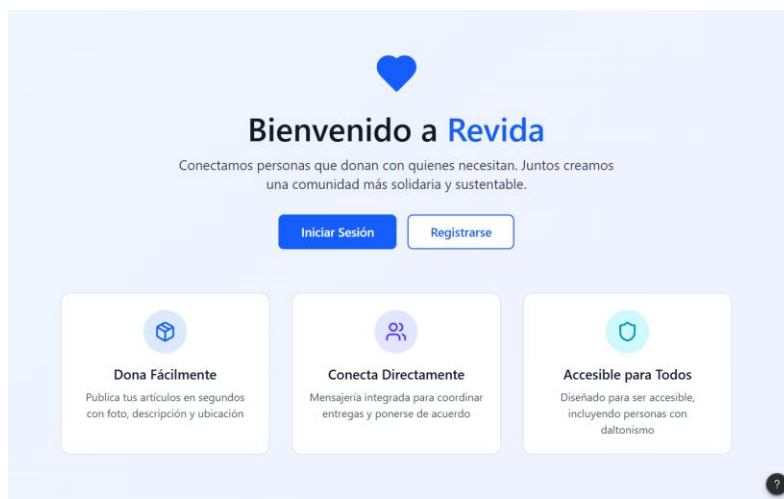 Bienvenido a Revida
Conectamos personas que donan con quienes necesitan. Juntos creamos
una comunidad más solidaria y sustentable.
Iniciar Sesión
Registrarse
Dona Fácilmente
Publica tus artículos en segundos
con foto, descripción y ubicación
Conecta Directamente
Mensajería integrada para coordinar
entregas y ponerse de acuerdo
Accesible para Todos
Diseñado para ser accesible,
incluyendo personas con
daltonismo
?